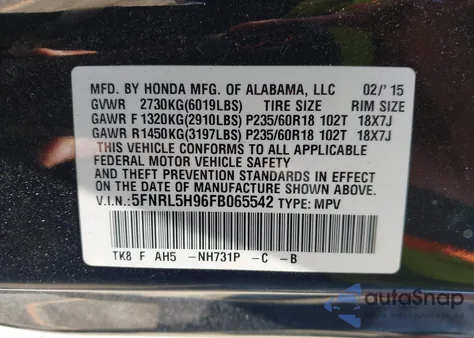 MFD. BY HONDA MFG. OF ALABAMA, LLC 02/'15
GVWR 2730KG(6019LBS) TIRE SIZE RIM SIZE
GAWR F 1320KG(2910LBS) P235/60R18 102T 18X7J
GAWR R1450KG(3197LBS) P235/60R18 102T 18X7J
THIS VEHICLE CONFORMS TO ALL APPLICABLE
FEDERAL MOTOR VEHICLE SAFETY
AND THEFT PREVENTION STANDARDS IN EFFECT
ON THE DATE OF MANUFACTURE SHOWN ABOVE.
V.I.N.:5FNRL5H96FB065542 TYPE: MPV
TK8 F AH5 -NH731P -C -B
autoSnap